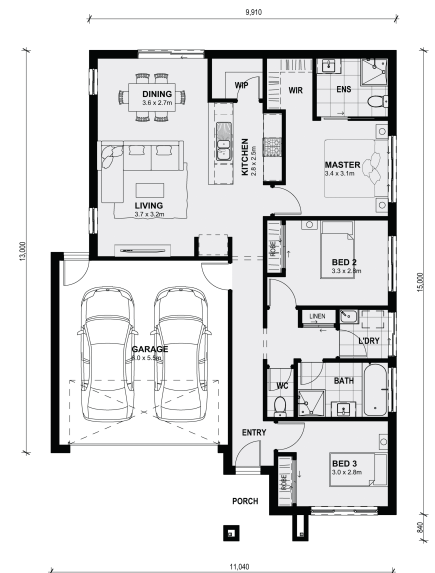 9,910
DINING
3.6 x 2.7m
WIP
WIR
ENS
KITCHEN
2.8 x 2.5m
MASTER
3.4 x 3.1m
LIVING
3.7 x 3.2m
13,000
15,000
ROBE
BED 2
3.3 x 2.8m
LINEN
L'DRY
GARAGE
6.0 x 5.5m
WC
BATH
ENTRY
BED 3
3.0 x 2.8m
ROBE
PORCH
840
11,040